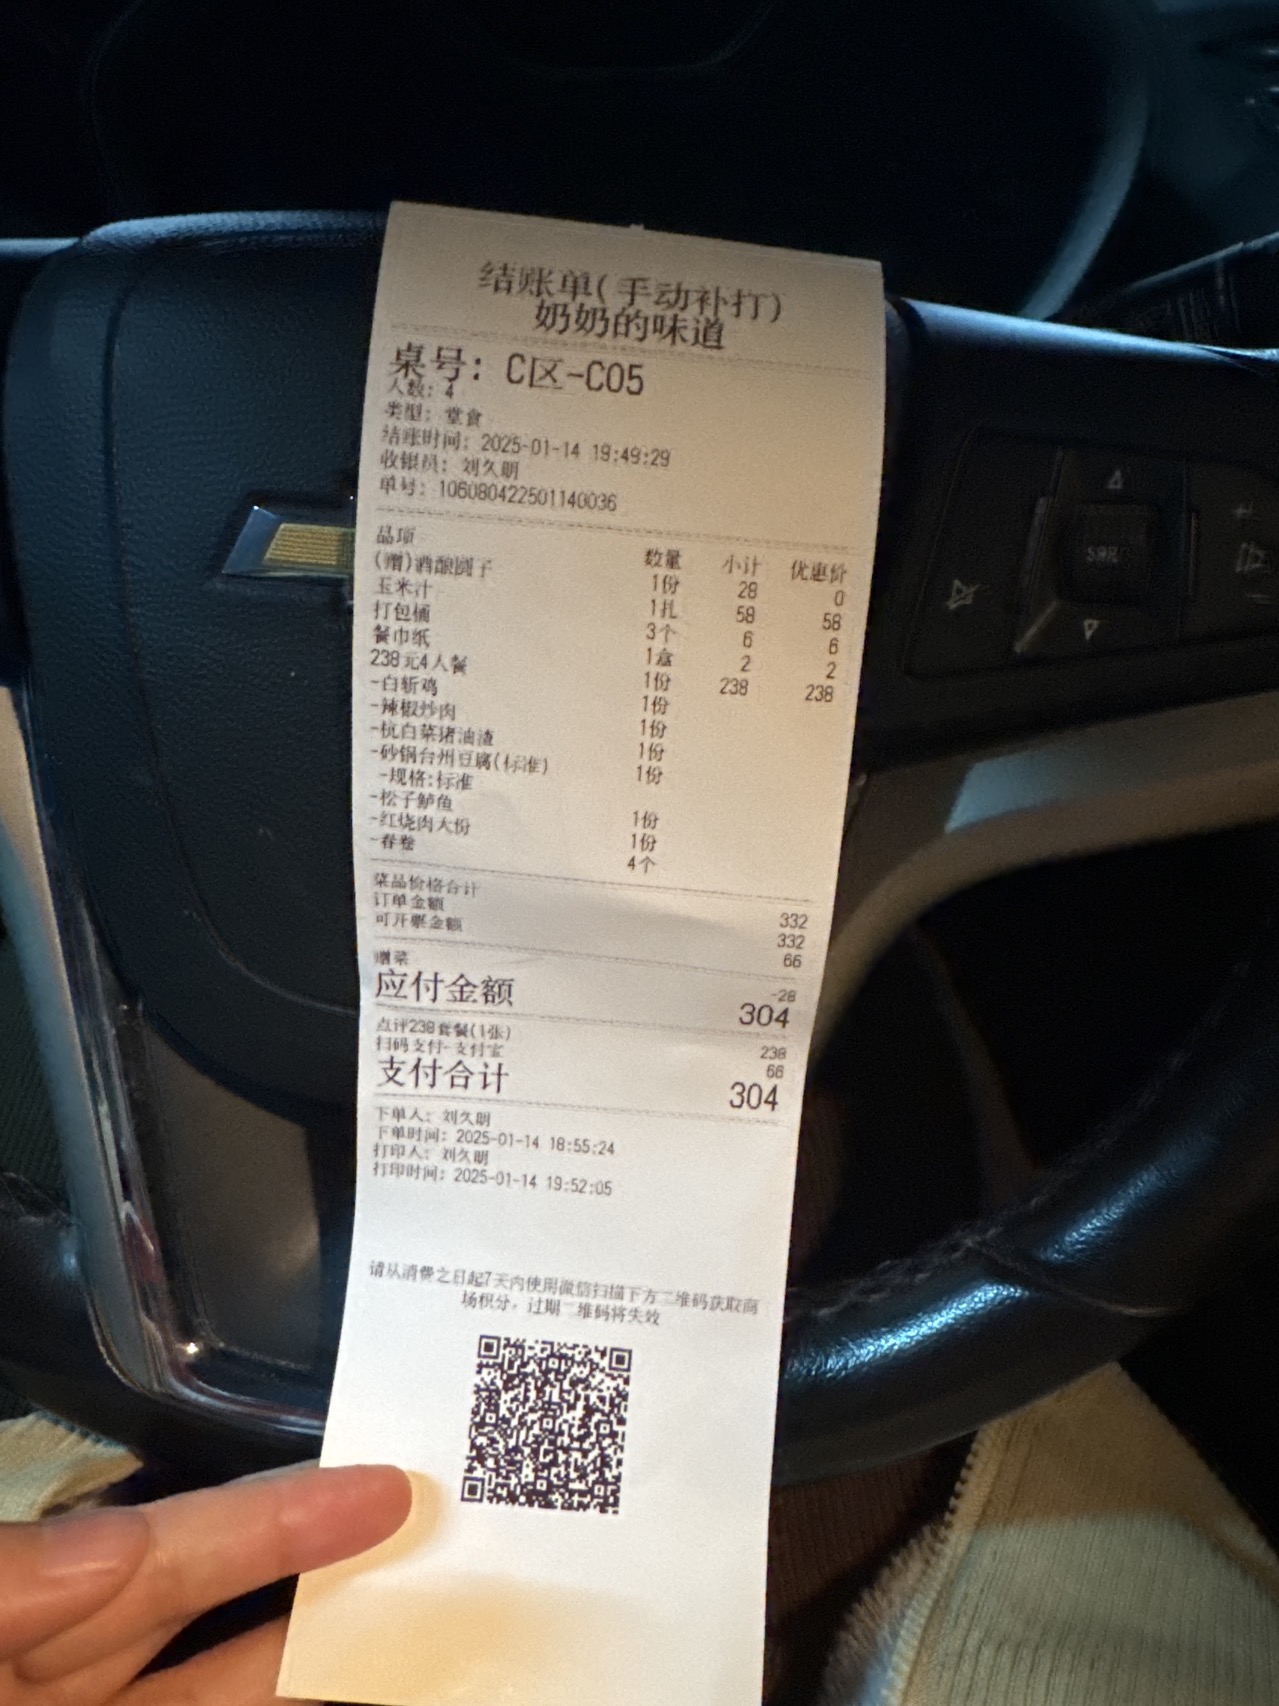 结账单(手动补打)
奶奶的味道
桌号: C区-C05
人数: 4
类型: 堂食
结账时间: 2025-01-14 19:49:29
收银员: 刘久明
单号: 106080422501140036
品项 数量 小计 优惠价
(赠)酒酿圆子 1份 28 0
玉米汁 1扎 58 58
打包桶 3个 6 6
餐巾纸 1盒 2 2
238元4人餐 1份 238 238
-白斩鸡 1份
-辣椒炒肉 1份
-杭白菜猪油渣 1份
-砂锅台州豆腐(标准) 1份
-规格:标准
-松子鲈鱼 1份
-红烧肉大份 1份
-春卷 4个
菜品价格合计 332
订单金额 332
可开票金额 66
赠菜 -28
应付金额 304
点评238套餐(1张) 238
扫码支付-支付宝 66
支付合计 304
下单人: 刘久明
下单时间: 2025-01-14 18:55:24
打印人: 刘久明
打印时间: 2025-01-14 19:52:05
请从消费之日起7天内使用微信扫描下方二维码获取商
场积分，过期二维码将失效